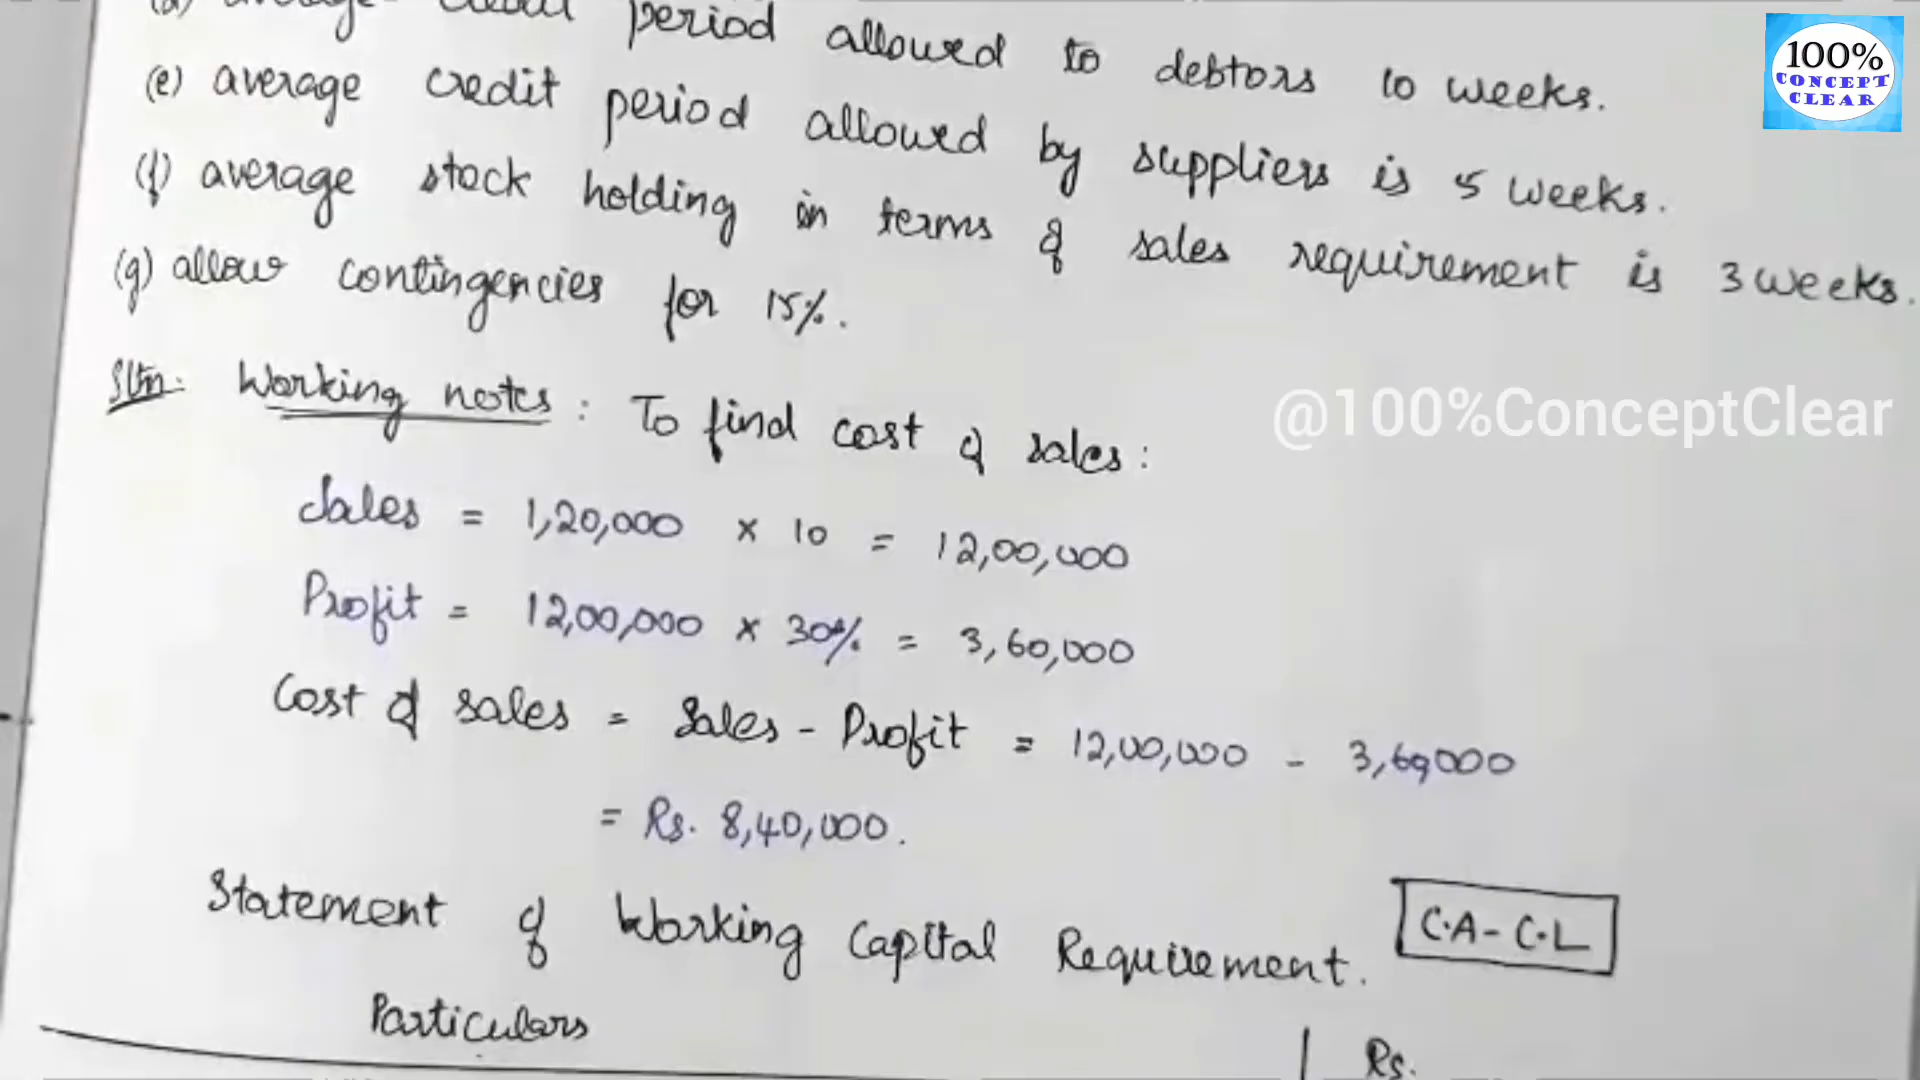 (d) average credit period allowed to debtors 10 weeks.
(e) average credit period allowed by suppliers is 5 weeks.
(f) average stock holding in terms of sales requirement is 3 weeks.
(g) allow contingencies for 15%.
Sltn: Working notes : To find cost of sales :
Sales = 1,20,000 × 10 = 12,00,000
Profit = 12,00,000 × 30% = 3,60,000
Cost of sales = Sales - Profit = 12,00,000 - 3,60,000
= Rs. 8,40,000.
Statement of Working Capital Requirement. C.A - C.L
Particulars Rs.
100%
CONCEPT
CLEAR
@100%ConceptClear